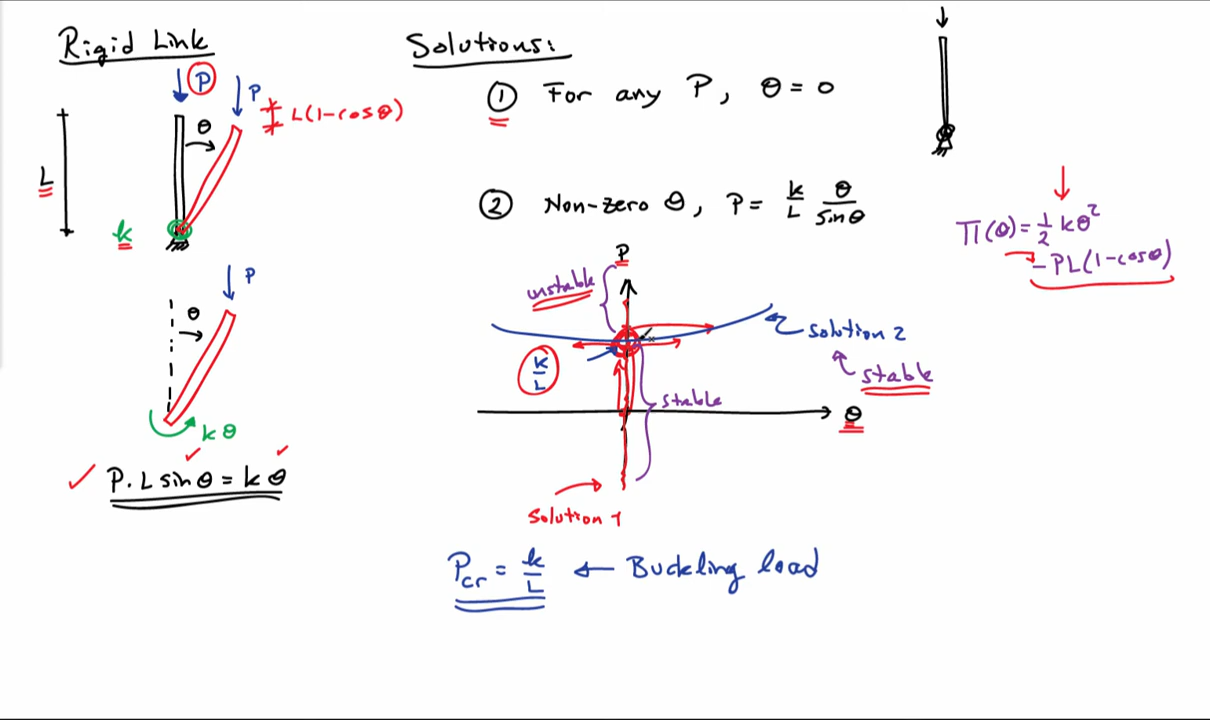 Rigid Link
P
P
L(1-cosθ)
θ
L
k
P
θ
kθ
P. L sinθ = kθ
Solutions:
① For any P, θ = 0
② Non-zero θ, P = k/L θ/sinθ
P
unstable
solution 2
k/L
stable
stable
θ
Solution 1
Pcr = k/L ← Buckling load
Π(θ) = 1/2 kθ²
- PL(1-cosθ)